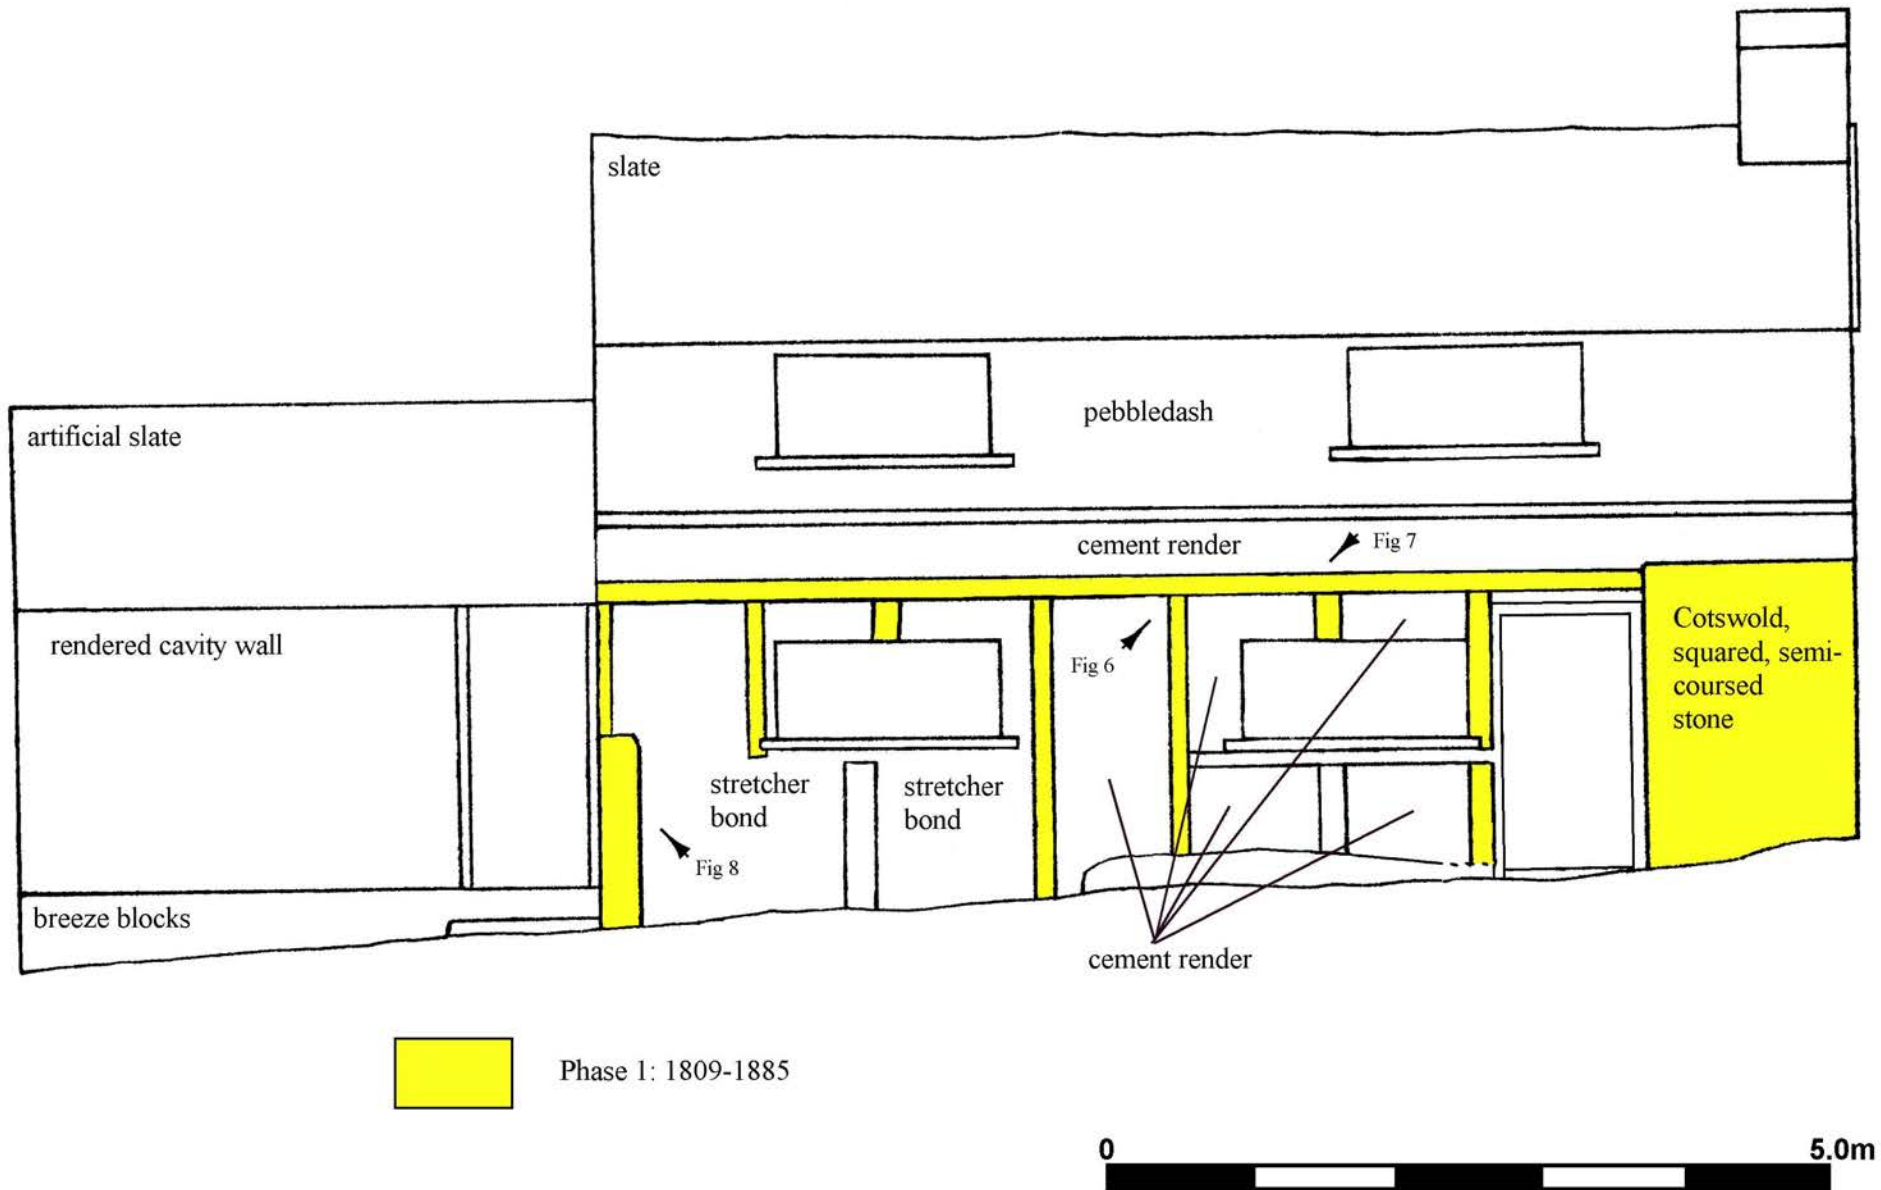 slate
artificial slate
pebbledash
cement render
Fig 7
rendered cavity wall
Fig 6
Cotswold,
squared, semi-
coursed
stone
stretcher
bond
stretcher
bond
Fig 8
breeze blocks
cement render
Phase 1: 1809-1885
0
5.0m